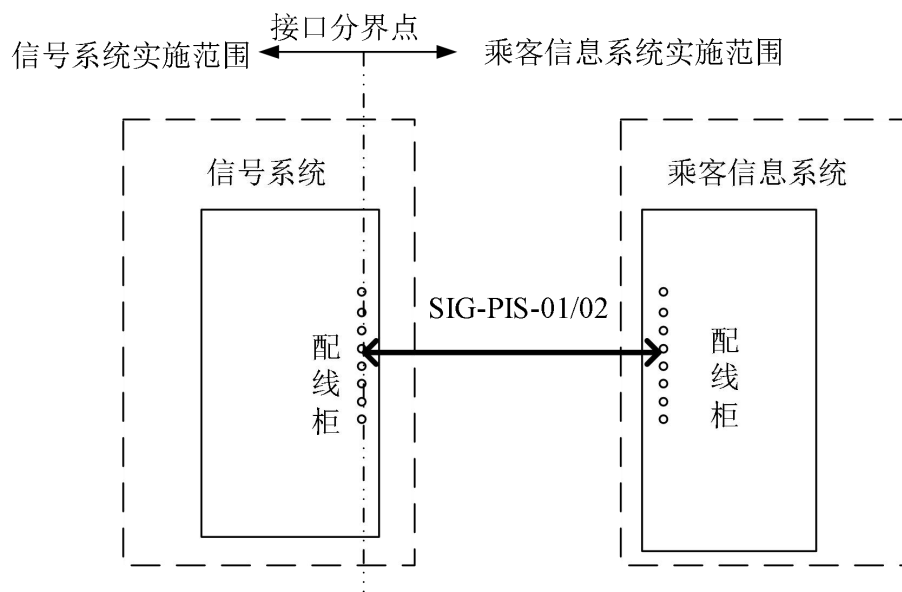 接口分界点
信号系统实施范围
乘客信息系统实施范围
信号系统
乘客信息系统
SIG-PIS-01/02
配线柜
配线柜